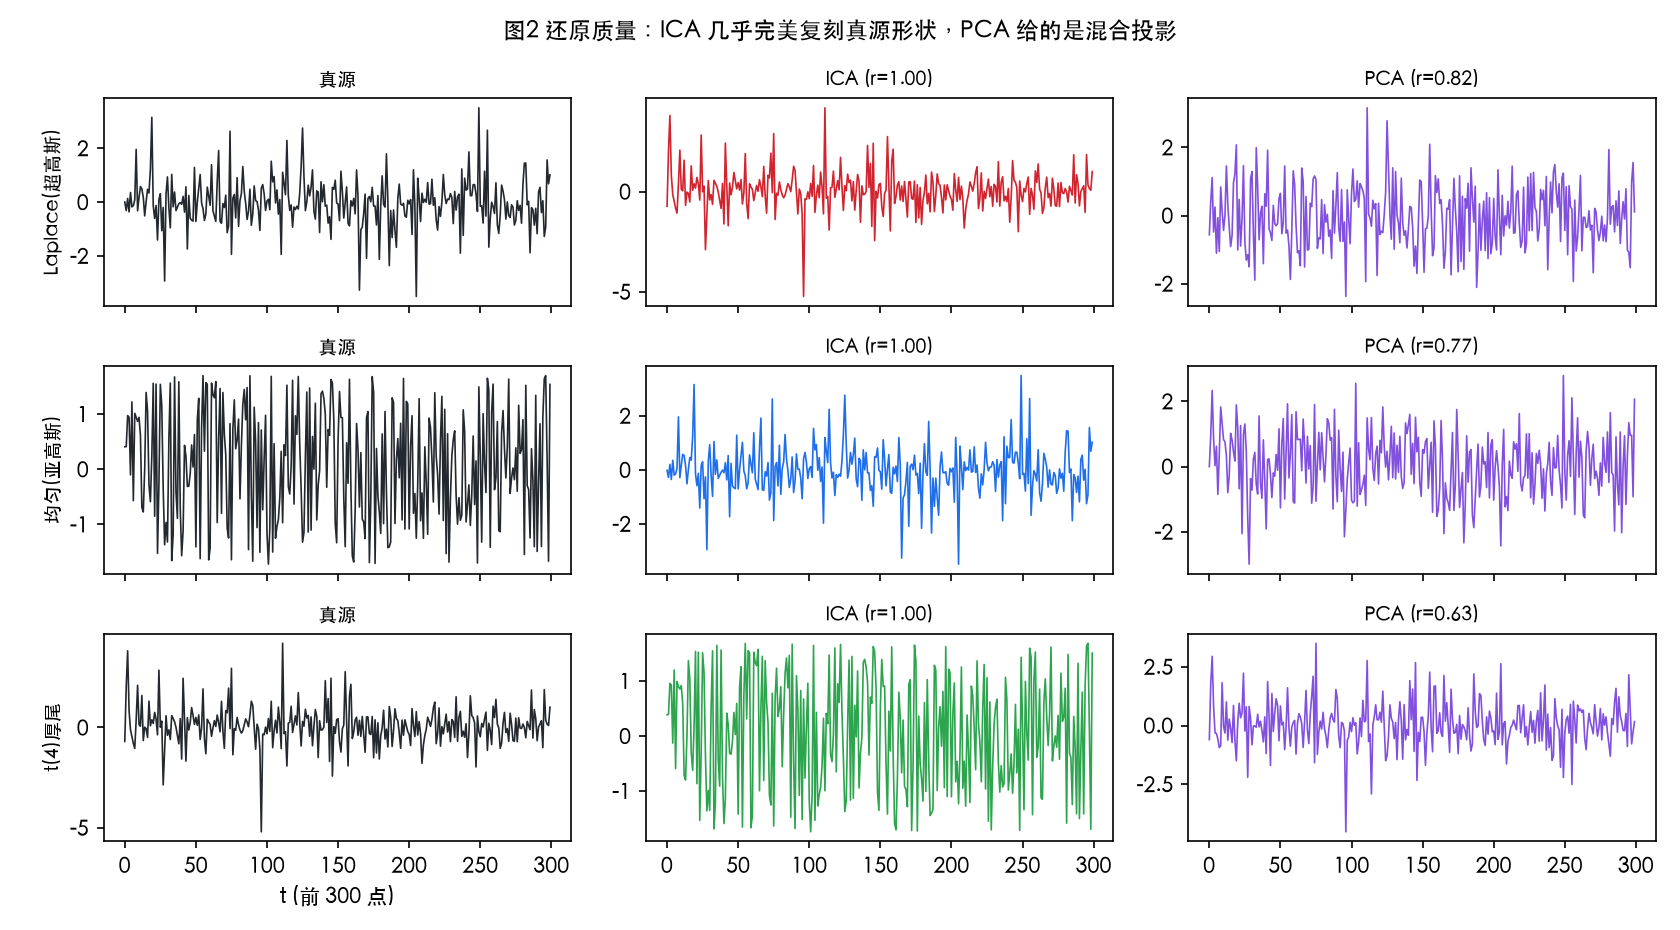 图2 还原质量：ICA 几乎完美复刻真源形状，PCA 给的是混合投影
真源
ICA (r=1.00)
PCA (r=0.82)
Laplace(超高斯)
2
0
-2
0
-5
2
0
-2
真源
ICA (r=1.00)
PCA (r=0.77)
均匀(亚高斯)
1
0
-1
2
0
-2
2
0
-2
真源
ICA (r=1.00)
PCA (r=0.63)
t(4)厚尾
0
-5
1
0
-1
2.5
0.0
-2.5
0 50 100 150 200 250 300
0 50 100 150 200 250 300
0 50 100 150 200 250 300
t (前 300 点)